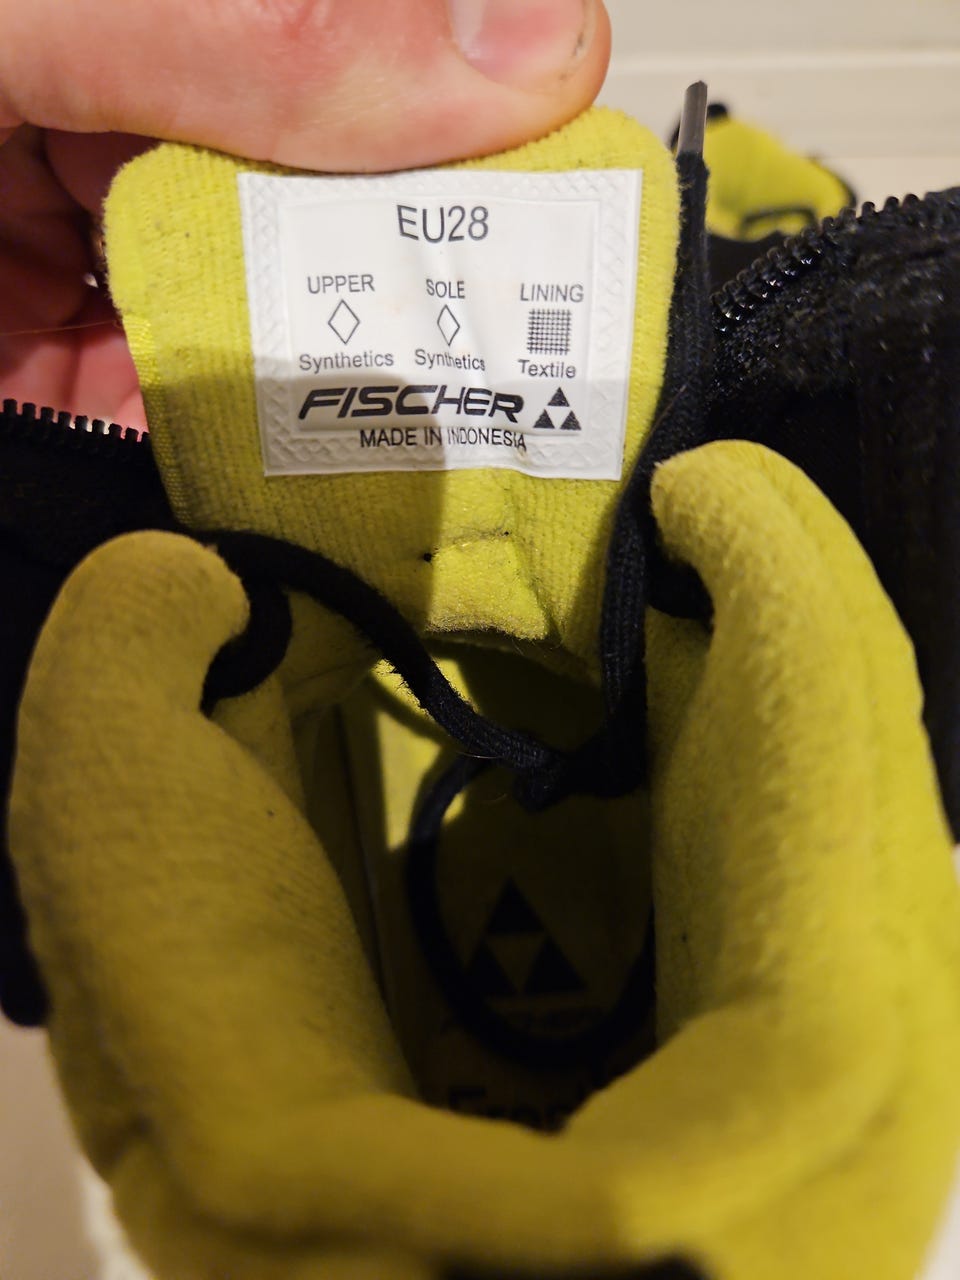 EU28
UPPER SOLE LINING
Synthetics Synthetics Textile
FISCHER
MADE IN INDONESIA